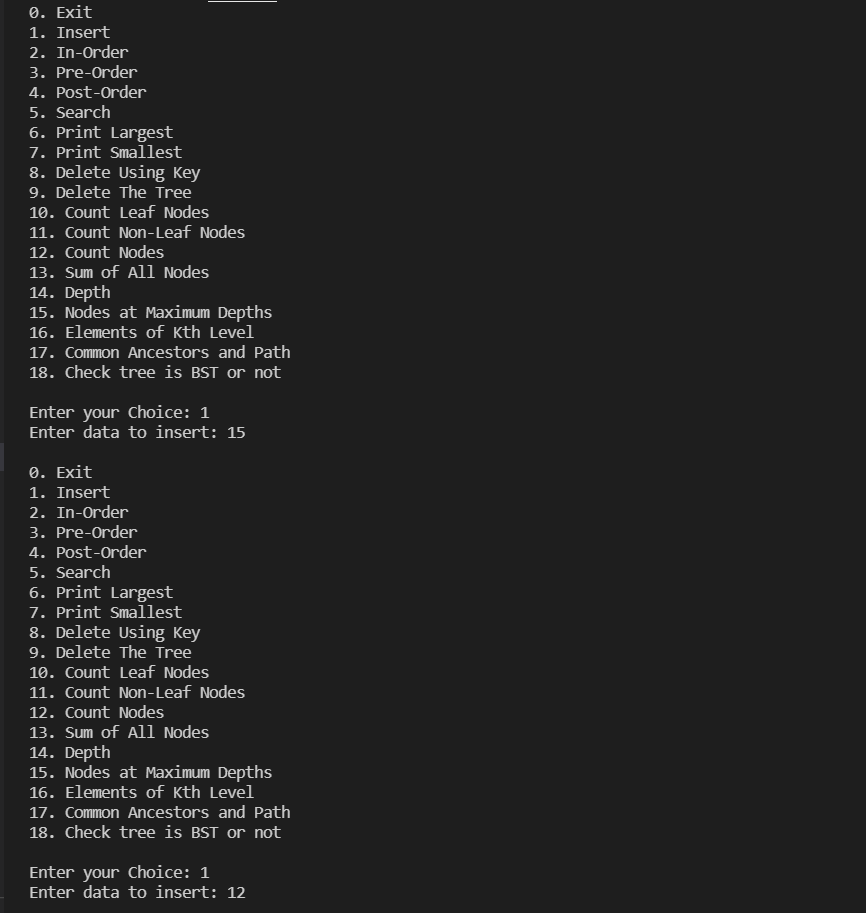 0. Exit
1. Insert
2. In-Order
3. Pre-Order
4. Post-Order
5. Search
6. Print Largest
7. Print Smallest
8. Delete Using Key
9. Delete The Tree
10. Count Leaf Nodes
11. Count Non-Leaf Nodes
12. Count Nodes
13. Sum of All Nodes
14. Depth
15. Nodes at Maximum Depths
16. Elements of Kth Level
17. Common Ancestors and Path
18. Check tree is BST or not
Enter your Choice: 1
Enter data to insert: 15
0. Exit
1. Insert
2. In-Order
3. Pre-Order
4. Post-Order
5. Search
6. Print Largest
7. Print Smallest
8. Delete Using Key
9. Delete The Tree
10. Count Leaf Nodes
11. Count Non-Leaf Nodes
12. Count Nodes
13. Sum of All Nodes
14. Depth
15. Nodes at Maximum Depths
16. Elements of Kth Level
17. Common Ancestors and Path
18. Check tree is BST or not
Enter your Choice: 1
Enter data to insert: 12